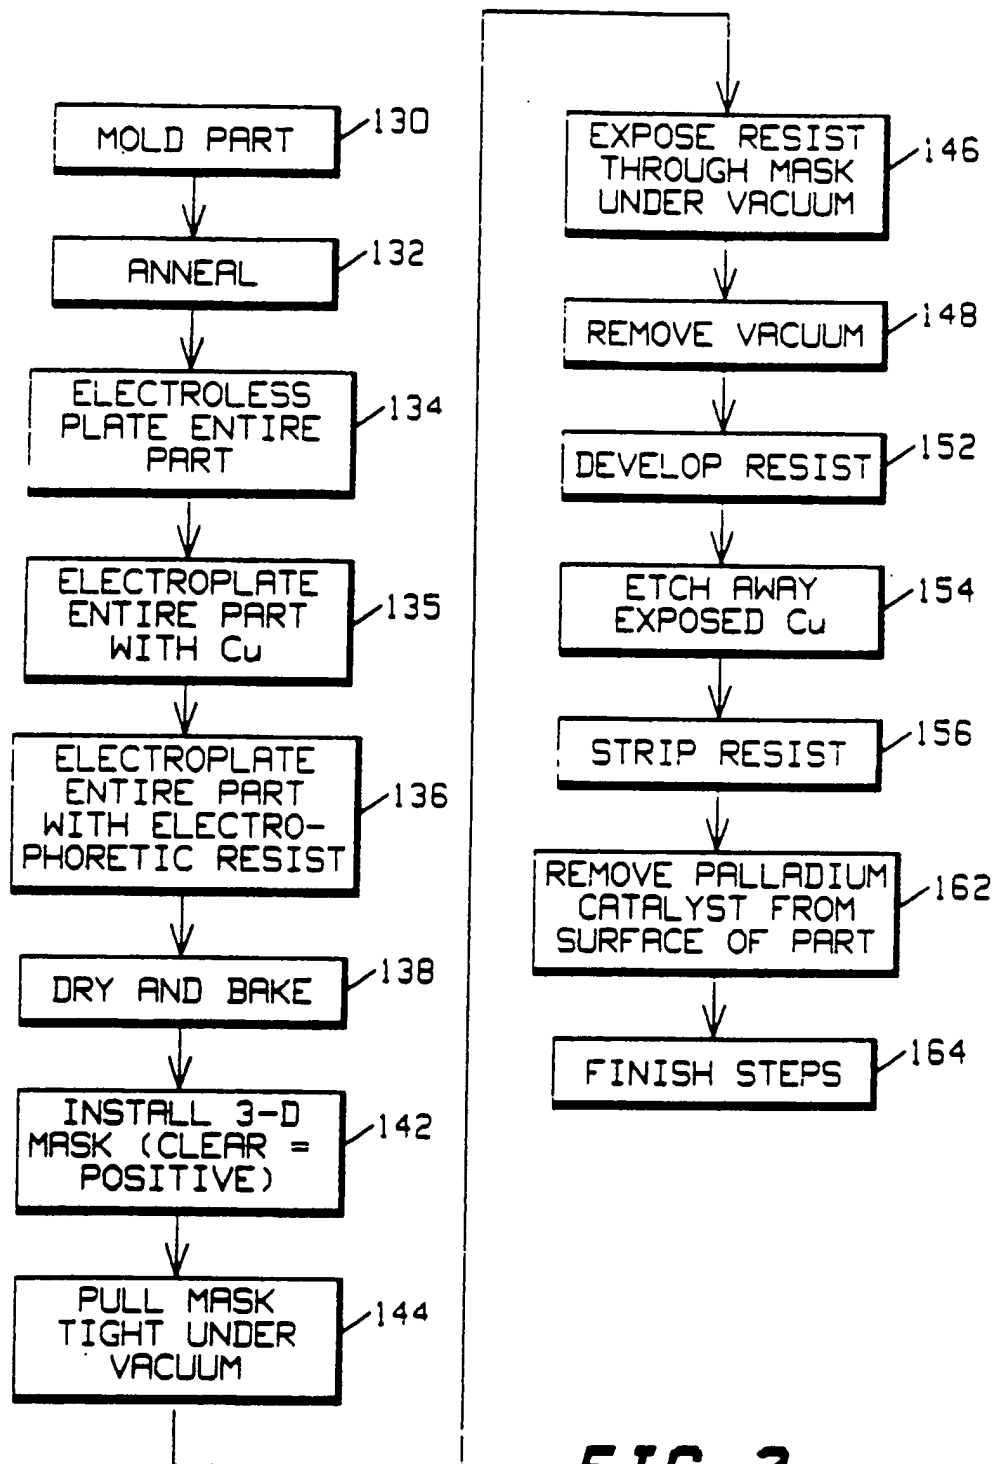 MOLD PART
130
ANNEAL
132
ELECTROLESS
PLATE ENTIRE
PART
134
ELECTROPLATE
ENTIRE PART
WITH Cu
135
ELECTROPLATE
ENTIRE PART
WITH ELECTRO-
PHORETIC RESIST
136
DRY AND BAKE
138
INSTALL 3-D
MASK (CLEAR =
POSITIVE)
142
PULL MASK
TIGHT UNDER
VACUUM
144
EXPOSE RESIST
THROUGH MASK
UNDER VACUUM
146
REMOVE VACUUM
148
DEVELOP RESIST
152
ETCH AWAY
EXPOSED Cu
154
STRIP RESIST
156
REMOVE PALLADIUM
CATALYST FROM
SURFACE OF PART
162
FINISH STEPS
164